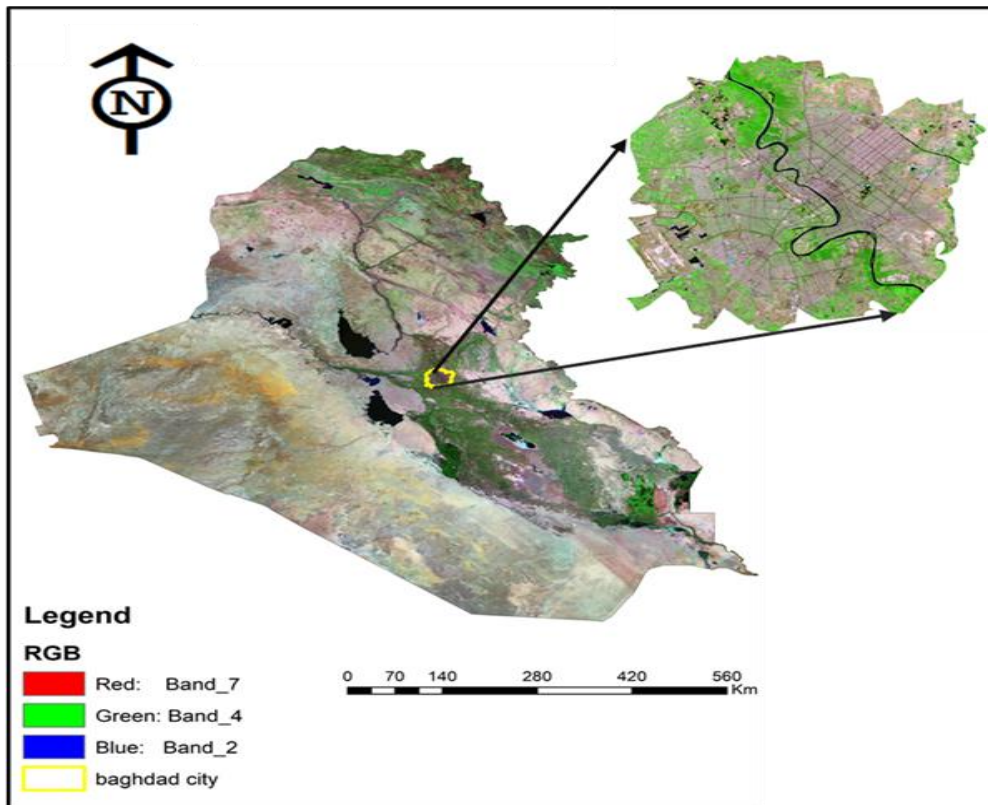 N
Legend
RGB
Red: Band_7
Green: Band_4
Blue: Band_2
baghdad city
0 70 140 280 420 560
Km